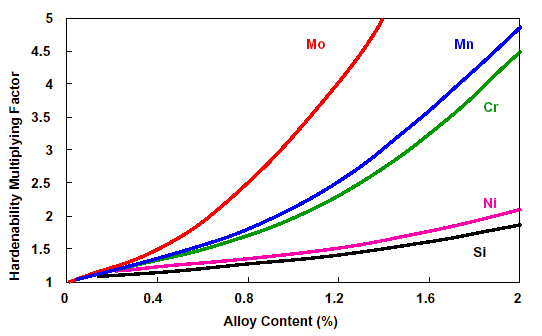 Hardenability Multiplying Factor
5
4.5
4
3.5
3
2.5
2
1.5
1
Mo
Mn
Cr
Ni
Si
0
0.4
0.8
1.2
1.6
2
Alloy Content (%)